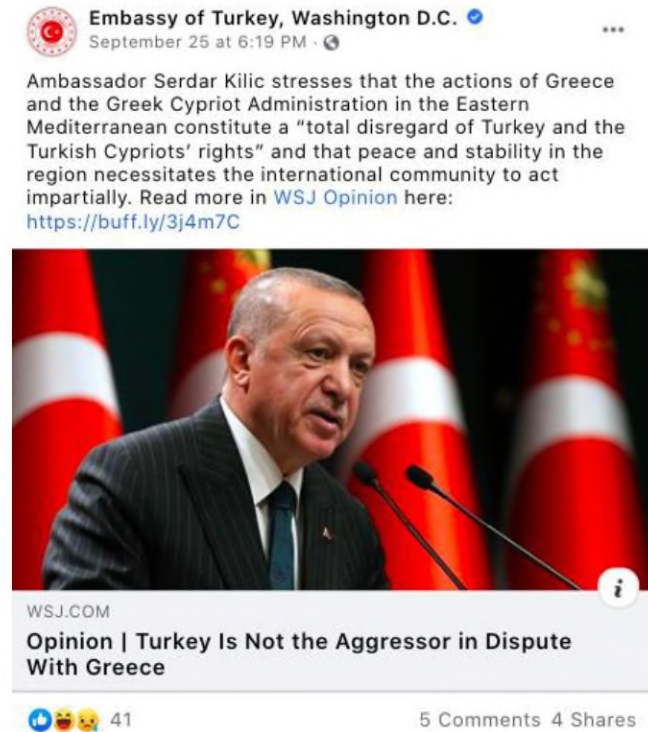 Embassy of Turkey, Washington D.C.
September 25 at 6:19 PM ·
Ambassador Serdar Kilic stresses that the actions of Greece
and the Greek Cypriot Administration in the Eastern
Mediterranean constitute a “total disregard of Turkey and the
Turkish Cypriots’ rights” and that peace and stability in the
region necessitates the international community to act
impartially. Read more in WSJ Opinion here:
https://buff.ly/3j4m7C
WSJ.COM
Opinion | Turkey Is Not the Aggressor in Dispute
With Greece
41 5 Comments 4 Shares